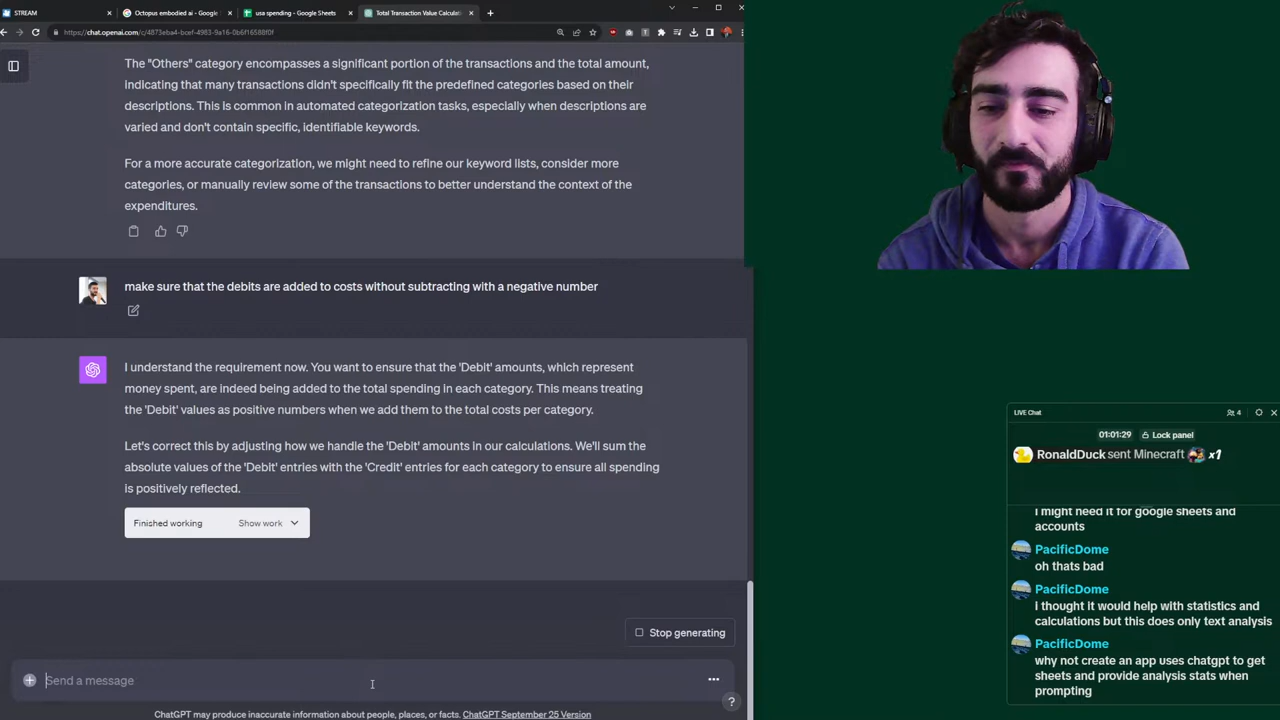 STREAM
Octopus embodied ai - Google
usa spending - Google Sheets
Total Transaction Value Calculat
https://chat.openai.com/c/4873eba4-bcef-4983-9a16-0b6f16588f0f
The "Others" category encompasses a significant portion of the transactions and the total amount,
indicating that many transactions didn't specifically fit the predefined categories based on their
descriptions. This is common in automated categorization tasks, especially when descriptions are
varied and don't contain specific, identifiable keywords.
For a more accurate categorization, we might need to refine our keyword lists, consider more
categories, or manually review some of the transactions to better understand the context of the
expenditures.
make sure that the debits are added to costs without subtracting with a negative number
I understand the requirement now. You want to ensure that the 'Debit' amounts, which represent
money spent, are indeed being added to the total spending in each category. This means treating
the 'Debit' values as positive numbers when we add them to the total costs per category.
Let's correct this by adjusting how we handle the 'Debit' amounts in our calculations. We'll sum the
absolute values of the 'Debit' entries with the 'Credit' entries for each category to ensure all spending
is positively reflected.
Finished working Show work
Stop generating
Send a message
ChatGPT may produce inaccurate information about people, places, or facts. ChatGPT September 25 Version
?
LIVE Chat 4
01:01:29 Lock panel
RonaldDuck sent Minecraft x1
i might need it for google sheets and
accounts
PacificDome
oh thats bad
PacificDome
i thought it would help with statistics and
calculations but this does only text analysis
PacificDome
why not create an app uses chatgpt to get
sheets and provide analysis stats when
prompting